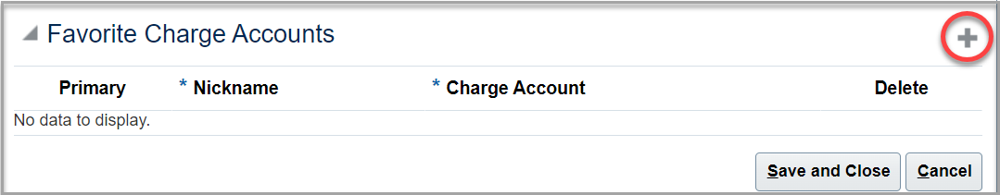 Favorite Charge Accounts
Primary * Nickname * Charge Account Delete
No data to display.
Save and Close Cancel